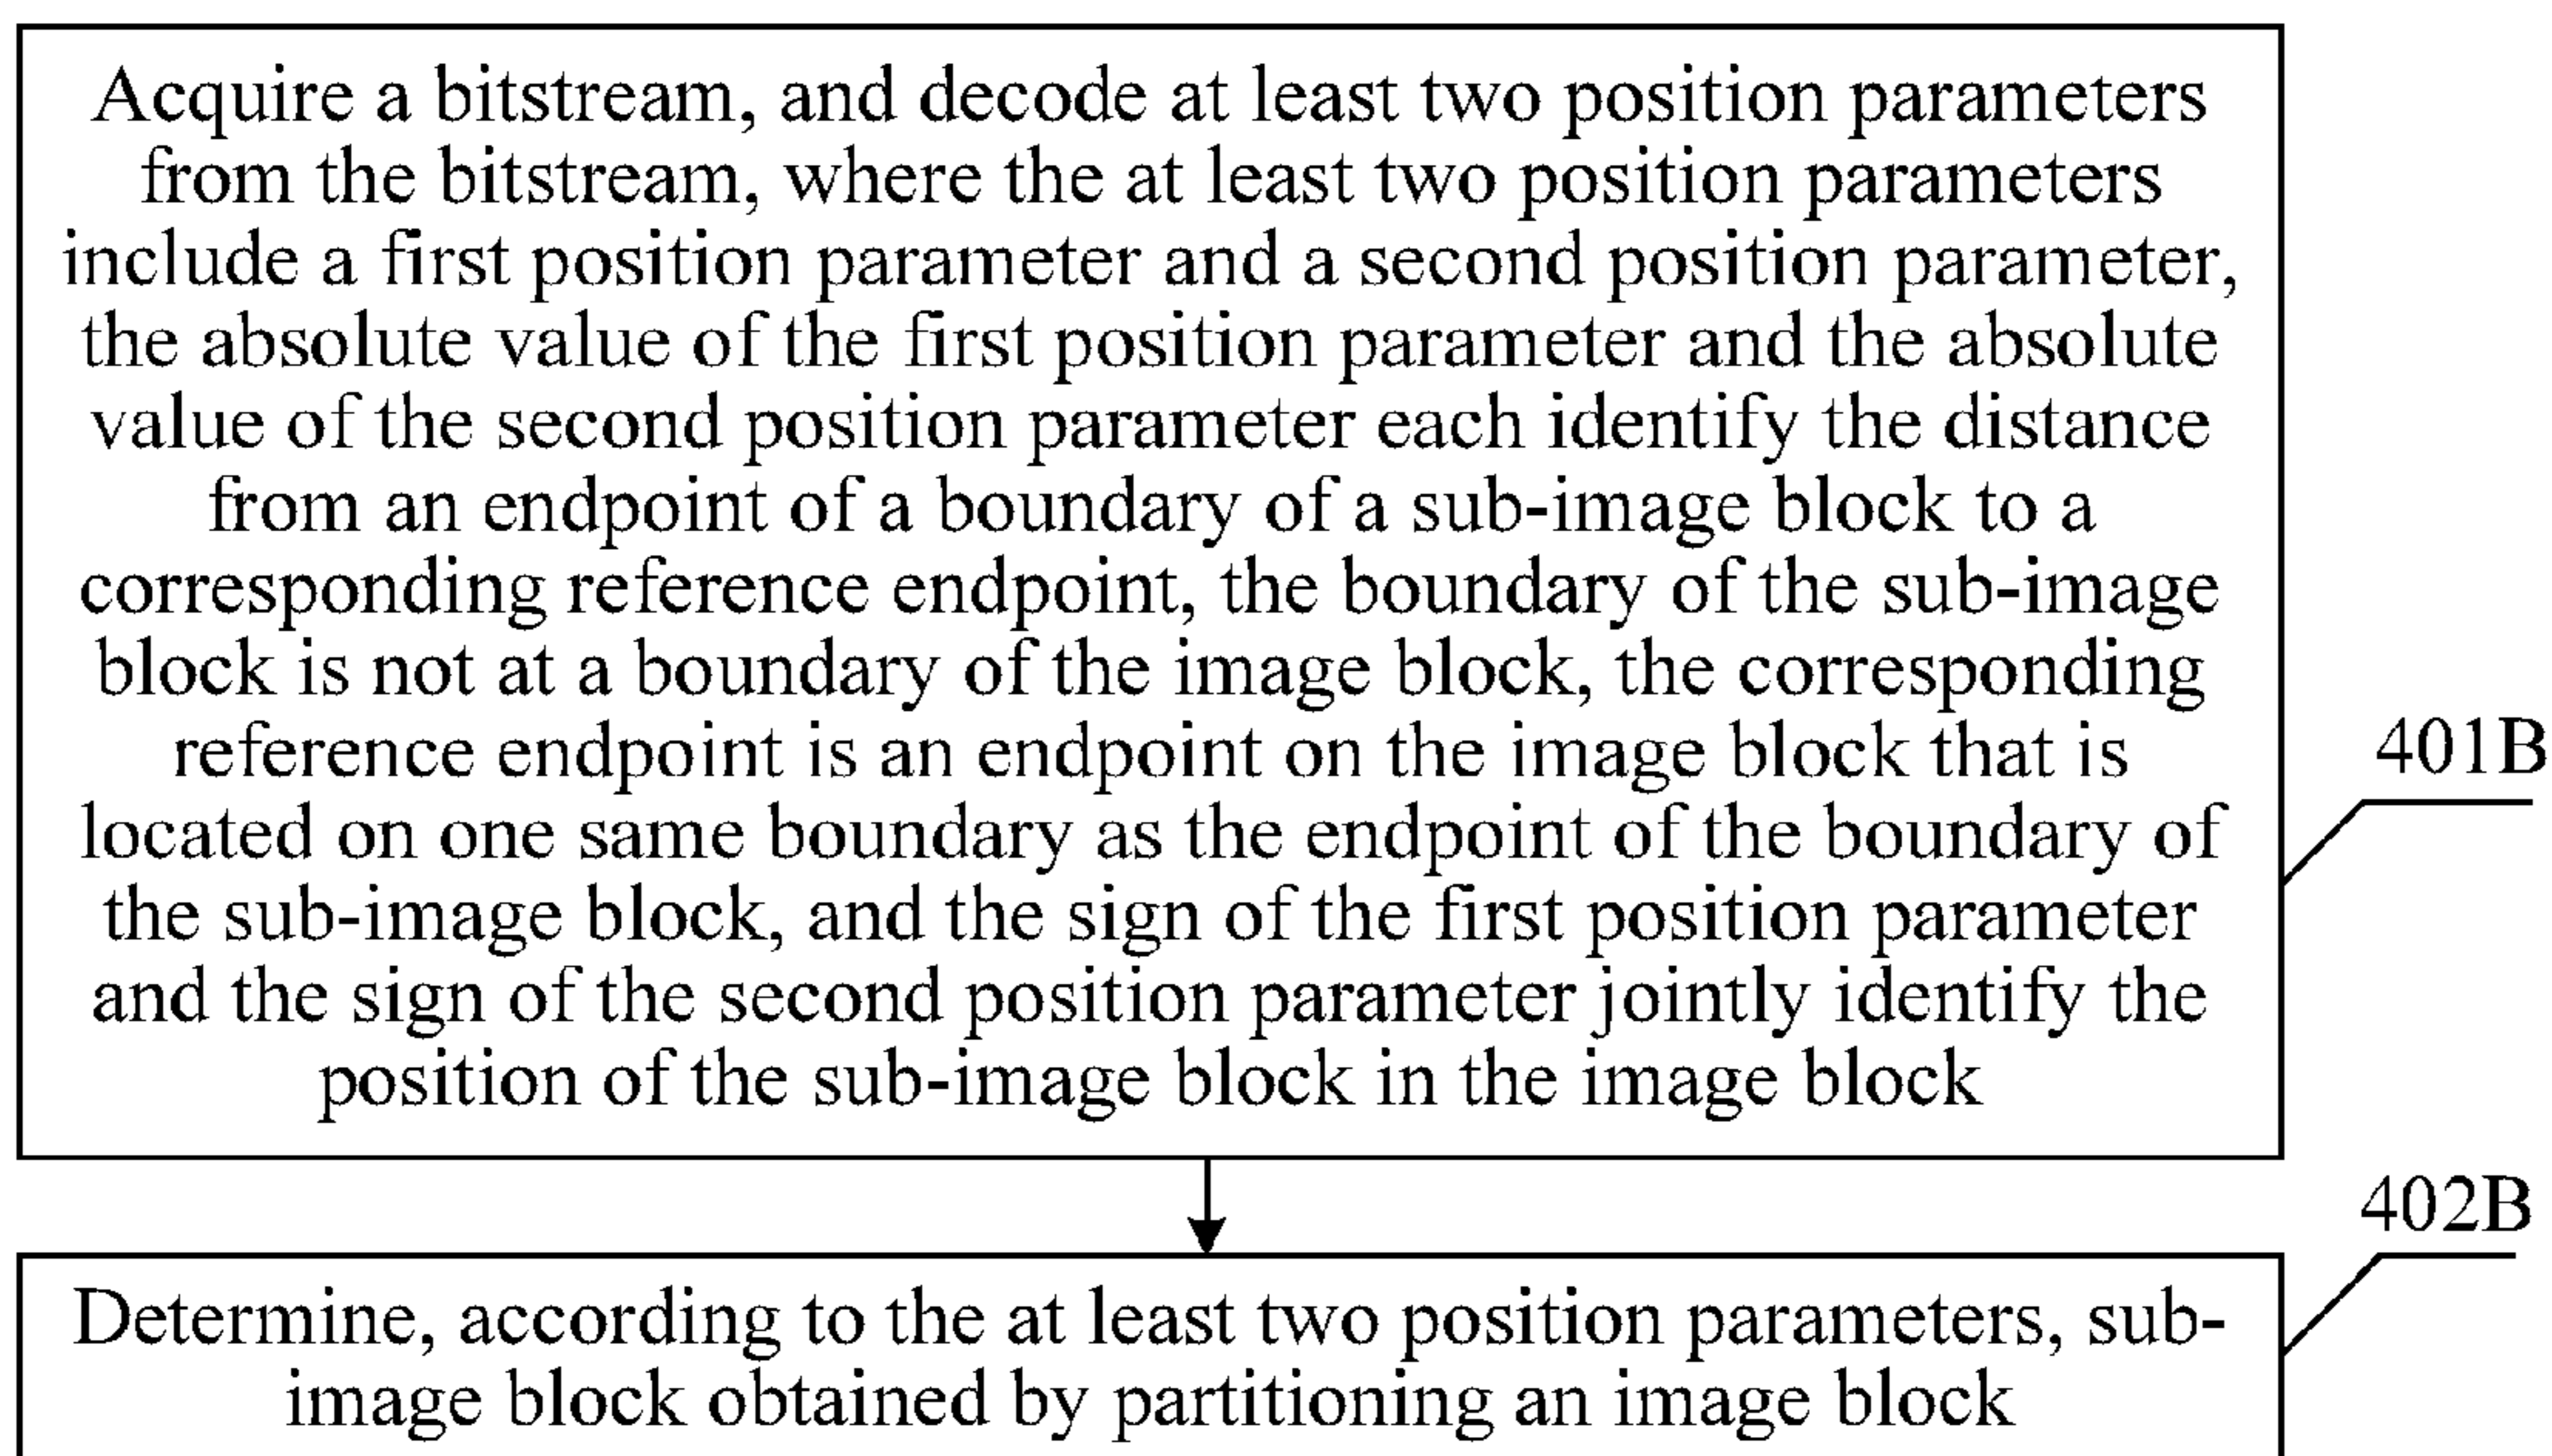 Acquire a bitstream, and decode at least two position parameters
from the bitstream, where the at least two position parameters
include a first position parameter and a second position parameter,
the absolute value of the first position parameter and the absolute
value of the second position parameter each identify the distance
from an endpoint of a boundary of a sub-image block to a
corresponding reference endpoint, the boundary of the sub-image
block is not at a boundary of the image block, the corresponding
reference endpoint is an endpoint on the image block that is
located on one same boundary as the endpoint of the boundary of
the sub-image block, and the sign of the first position parameter
and the sign of the second position parameter jointly identify the
position of the sub-image block in the image block
401B
402B
Determine, according to the at least two position parameters, sub-
image block obtained by partitioning an image block